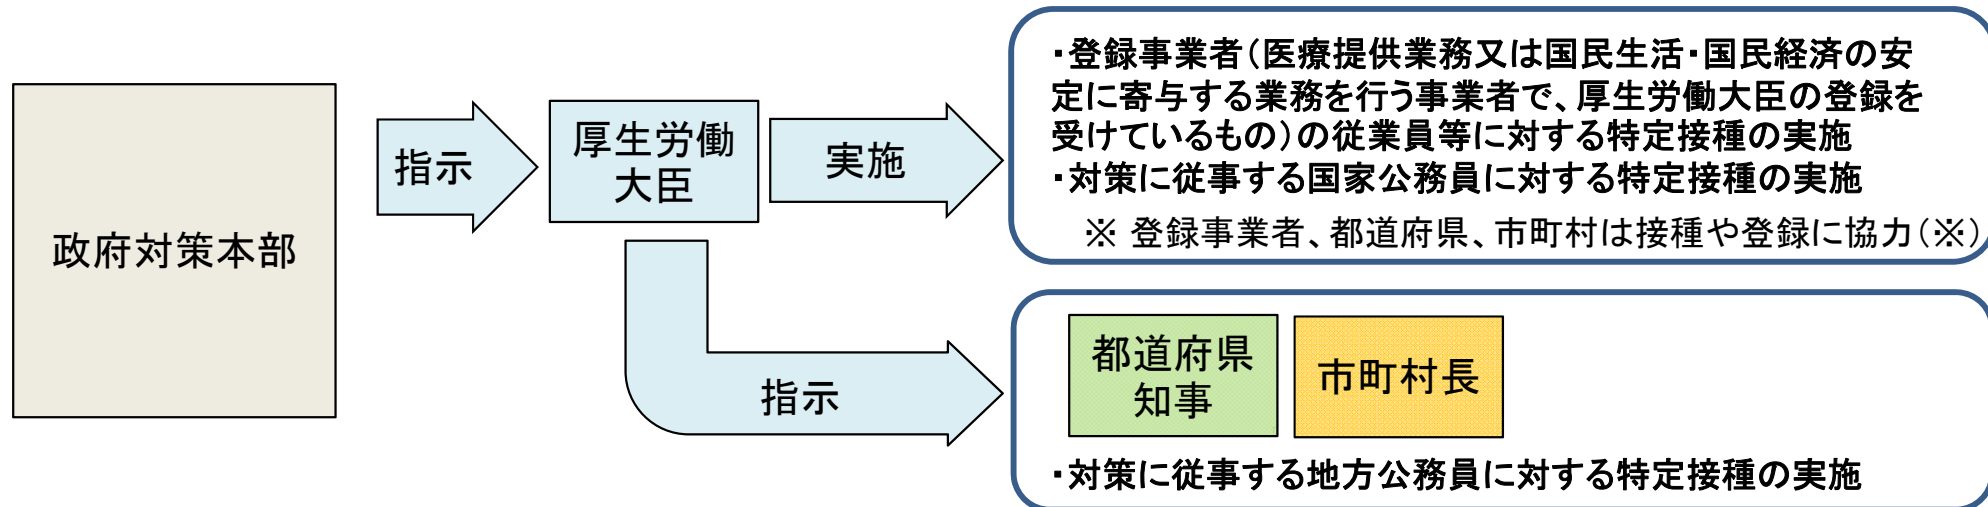 政府対策本部
指示
厚生労働
大臣
実施
・登録事業者(医療提供業務又は国民生活・国民経済の安
定に寄与する業務を行う事業者で、厚生労働大臣の登録を
受けているもの)の従業員等に対する特定接種の実施
・対策に従事する国家公務員に対する特定接種の実施
※ 登録事業者、都道府県、市町村は接種や登録に協力(※)
指示
都道府県
知事
市町村長
・対策に従事する地方公務員に対する特定接種の実施